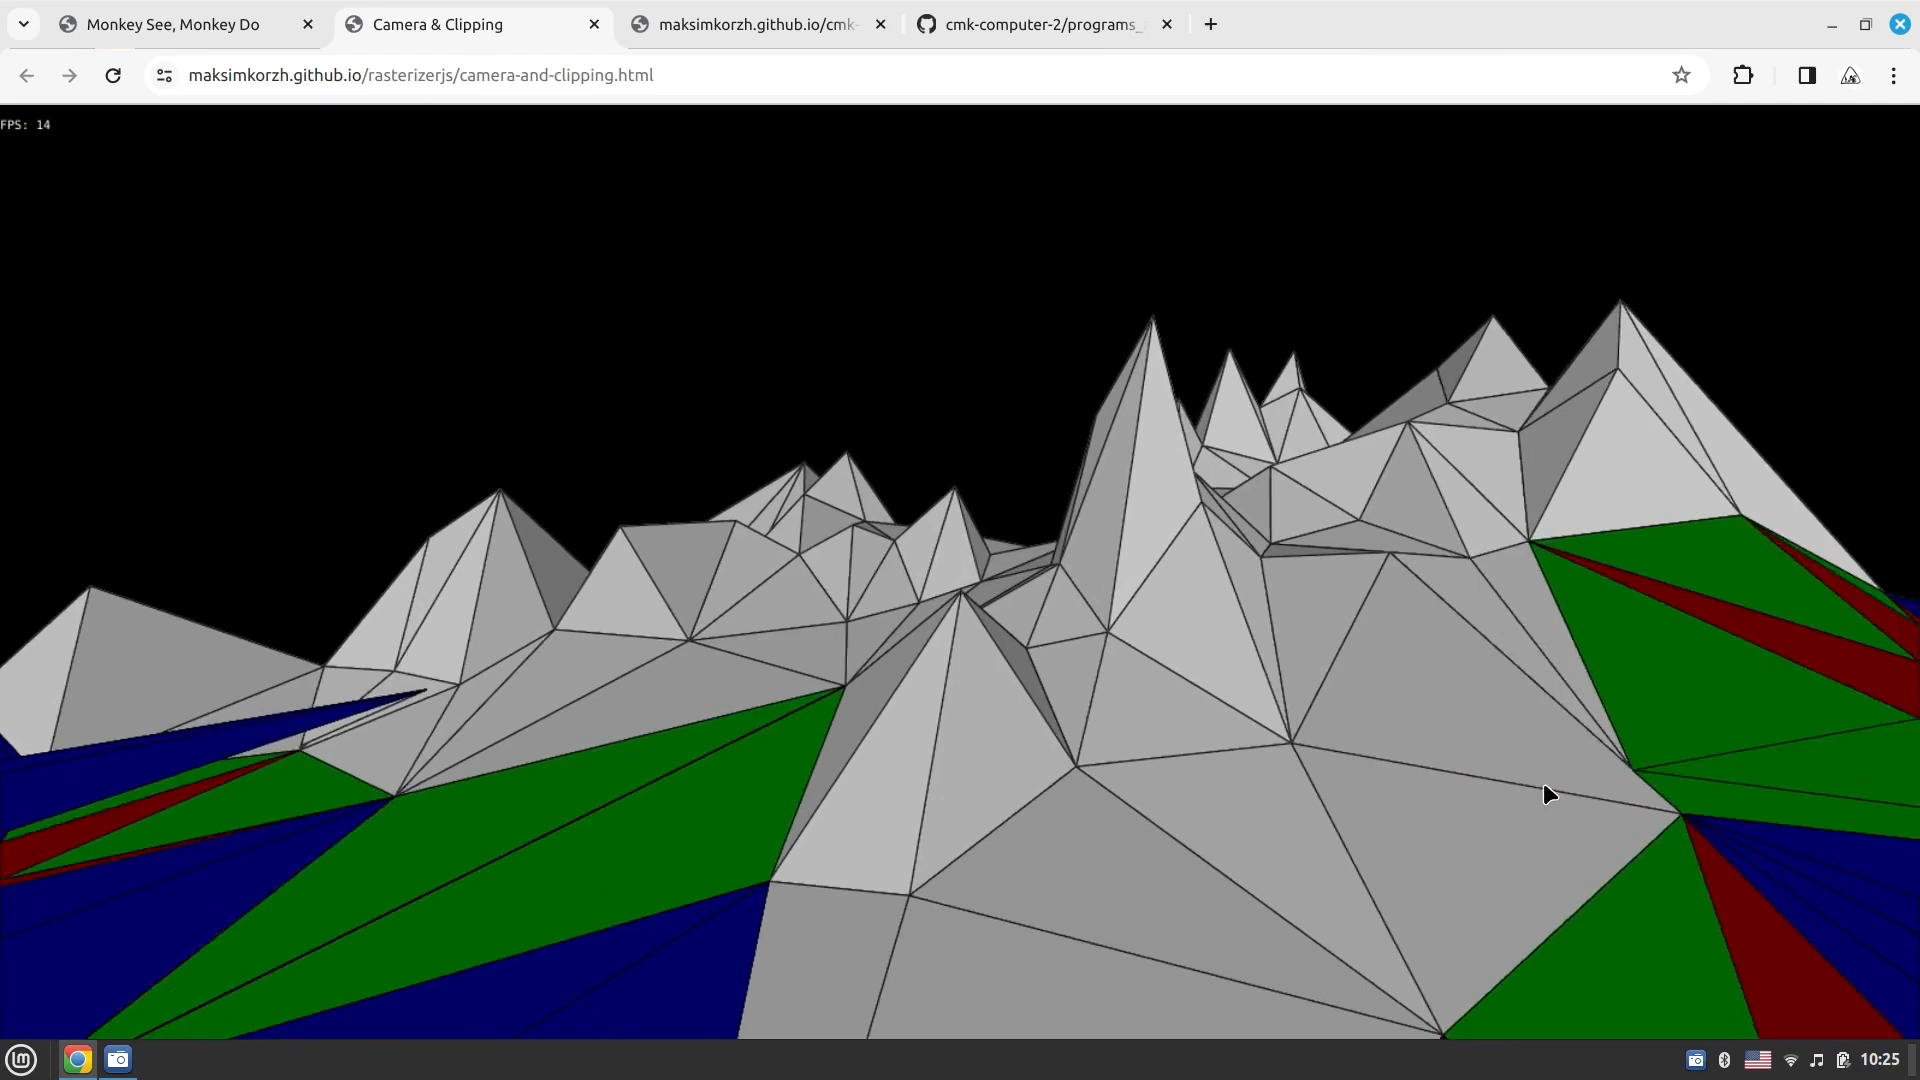 Monkey See, Monkey Do
Camera & Clipping
maksimkorzh.github.io/cmk-
cmk-computer-2/programs_
maksimkorzh.github.io/rasterizerjs/camera-and-clipping.html
FPS: 14
lm
10:25